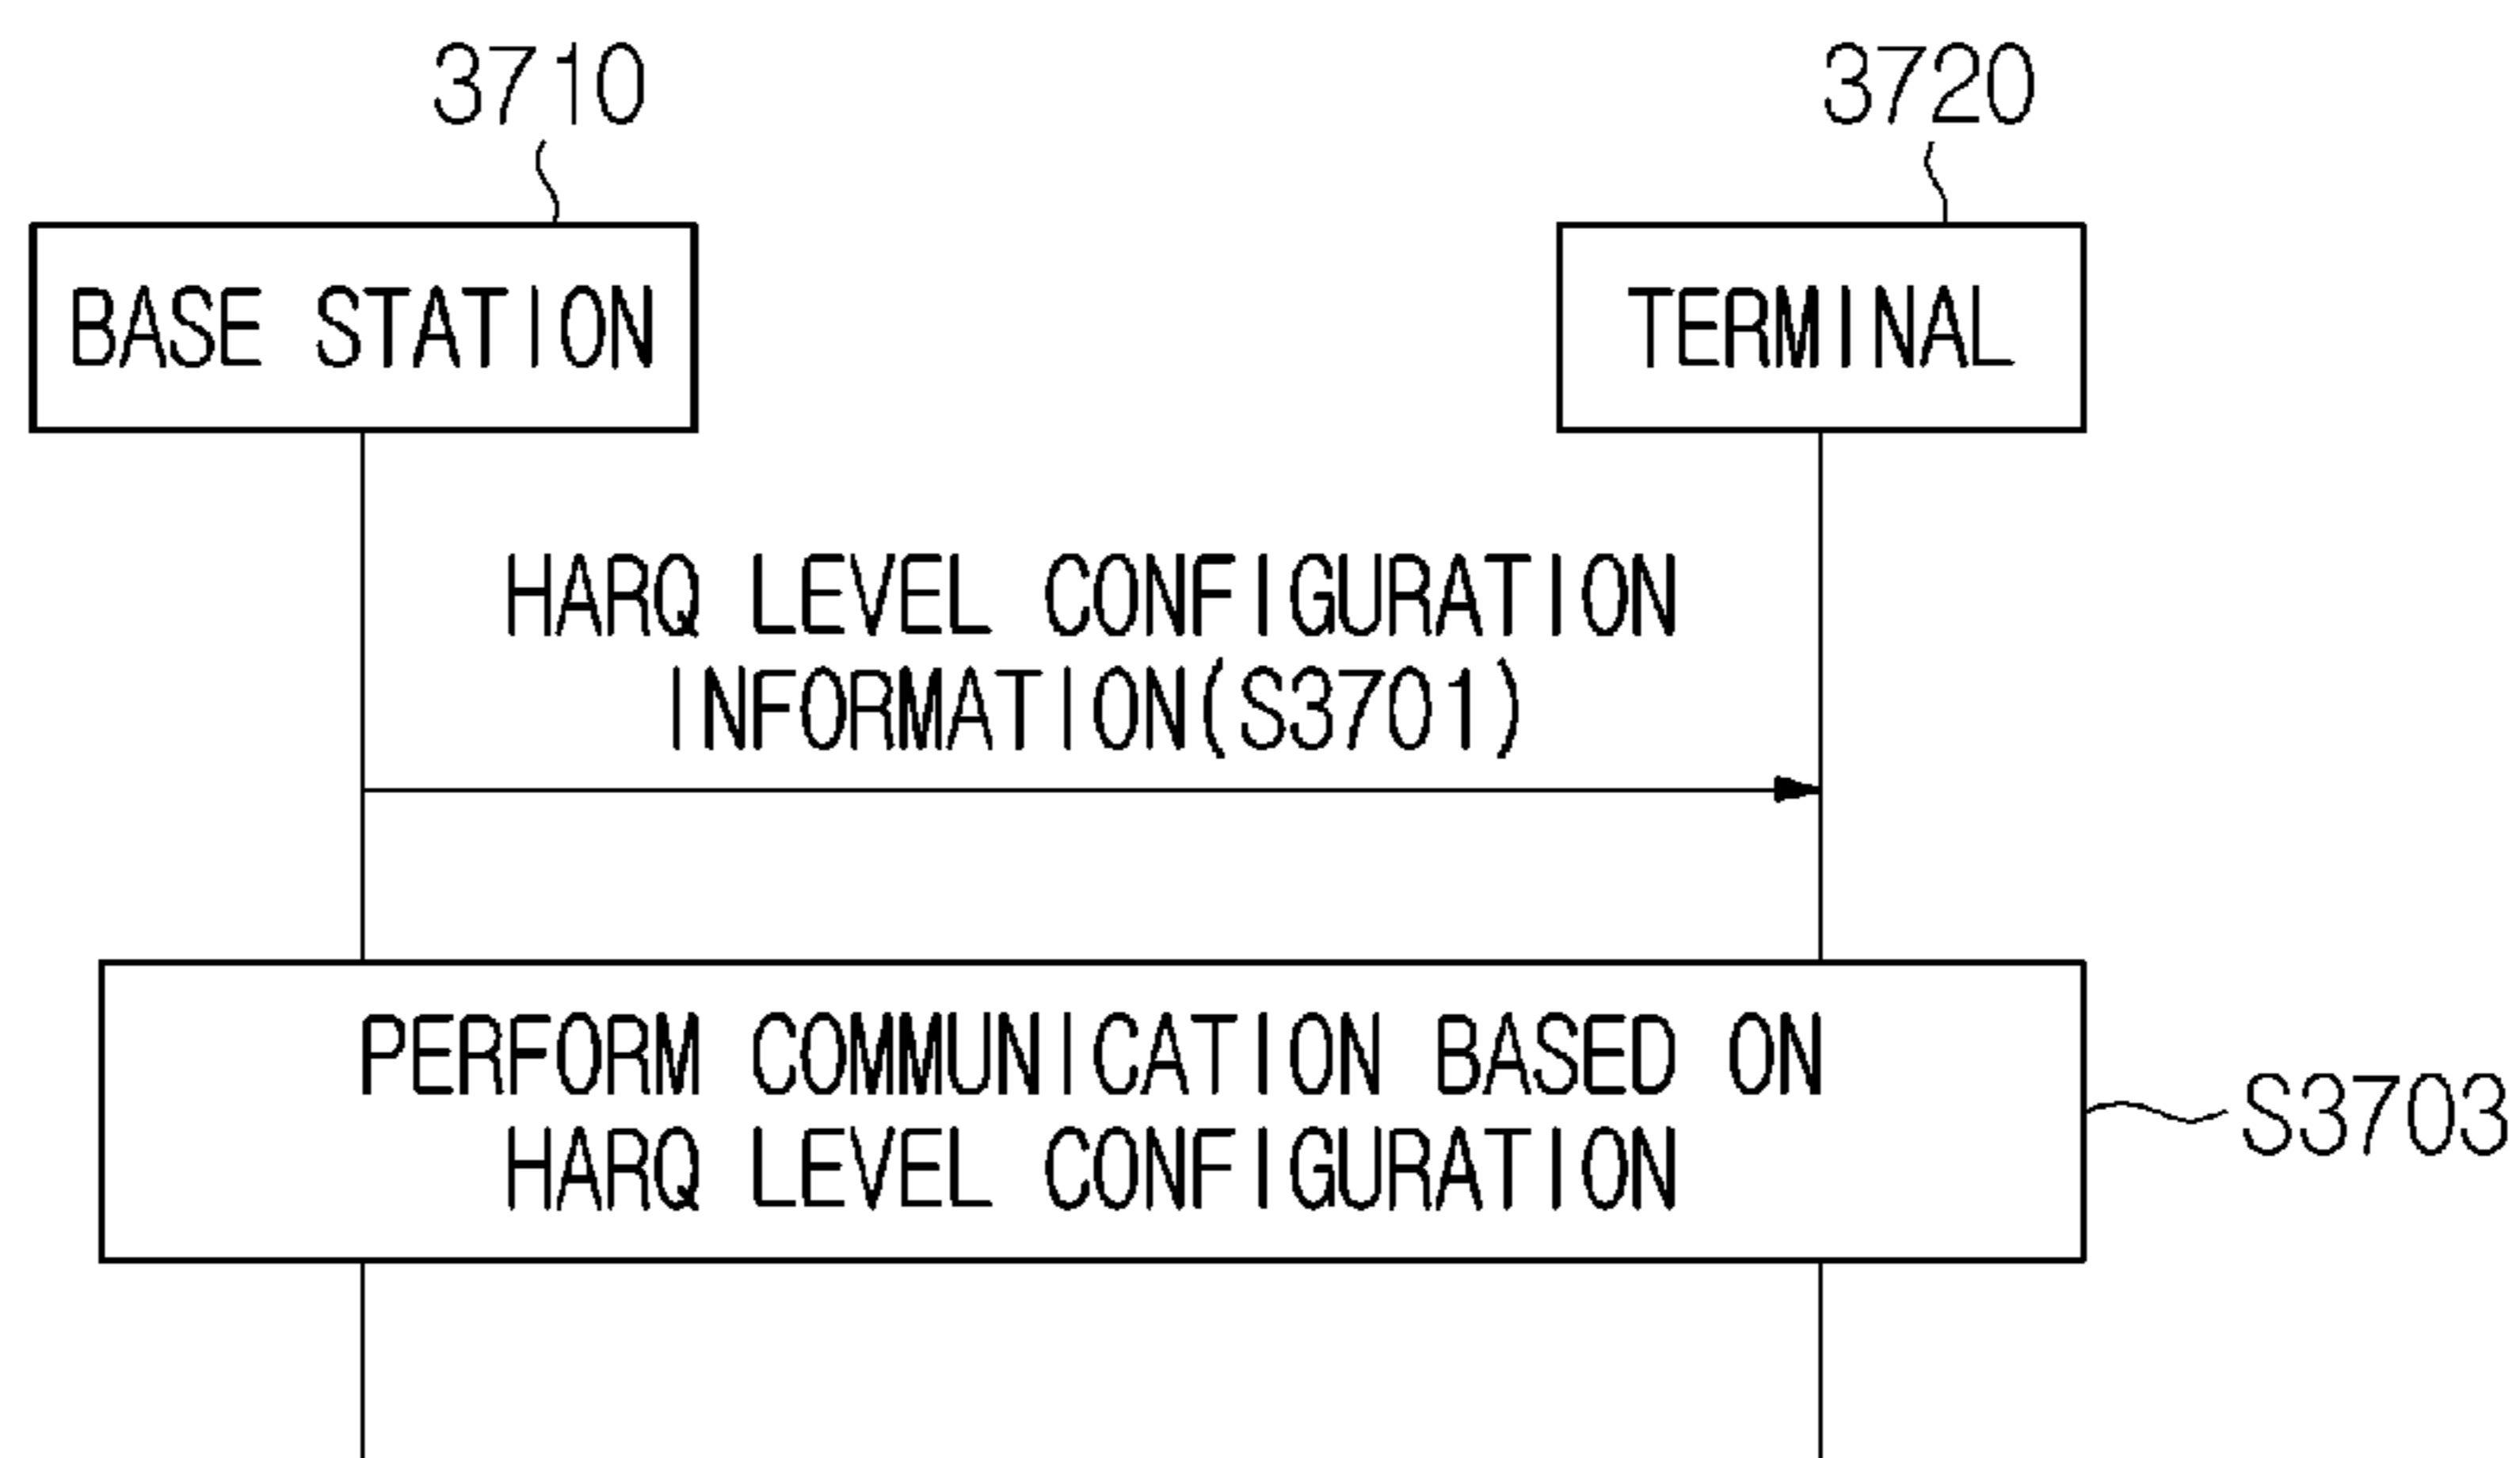 3710
3720
BASE STATION
TERMINAL
HARQ LEVEL CONFIGURATION
INFORMATION(S3701)
PERFORM COMMUNICATION BASED ON
HARQ LEVEL CONFIGURATION
S3703